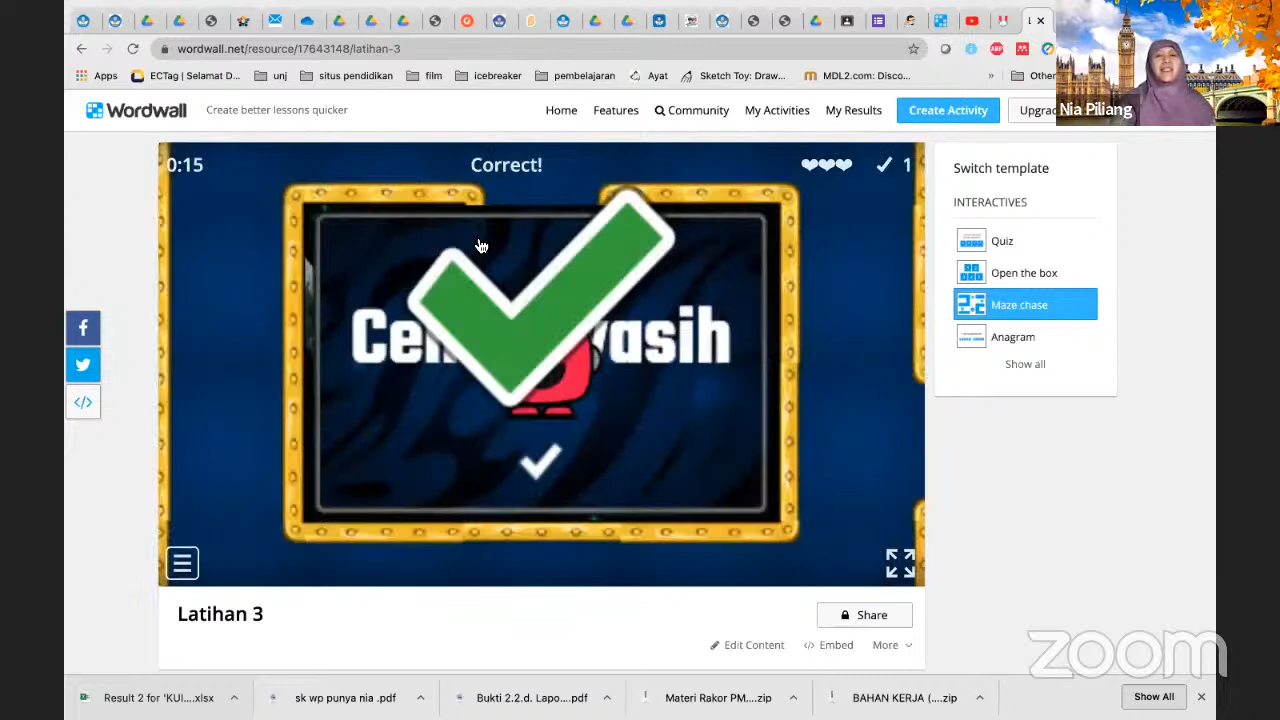 wordwall.net/resource/17643148/latihan-3
Apps ECTag | Selamat D... unj situs pendidikan film icebreaker pembelajaran Ayat Sketch Toy: Draw... MDL2.com: Disco... » Other
Nia Piliang
Wordwall Create better lessons quicker Home Features Community My Activities My Results Create Activity Upgrad
0:15 Correct! 1
Switch template
INTERACTIVES
Quiz
Open the box
Maze chase
Anagram
Show all
Latihan 3
Share
Edit Content </> Embed More
zoom
Result 2 for 'KUI....xlsx sk wp punya nia .pdf Bukti 2.2.d. Lapo....pdf Materi Rakor PM....zip BAHAN KERJA (....zip Show All